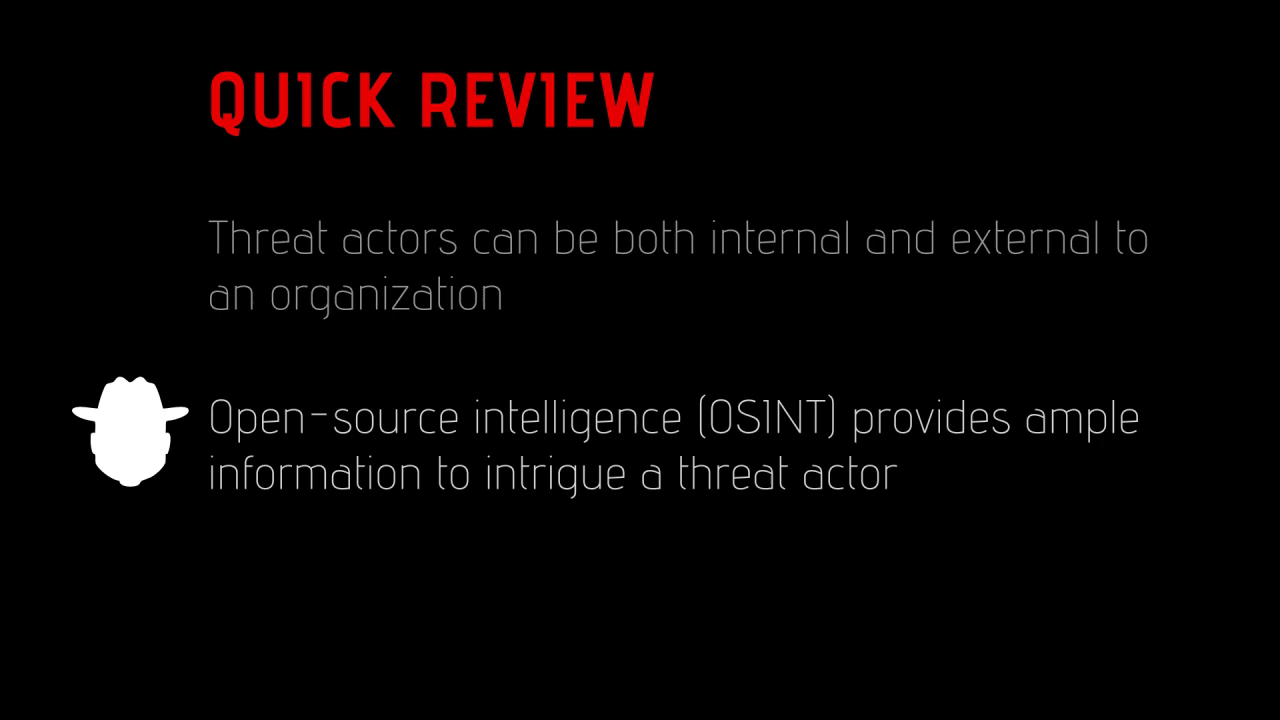 QUICK REVIEW
Threat actors can be both internal and external to
an organization
Open-source intelligence (OSINT) provides ample
information to intrigue a threat actor